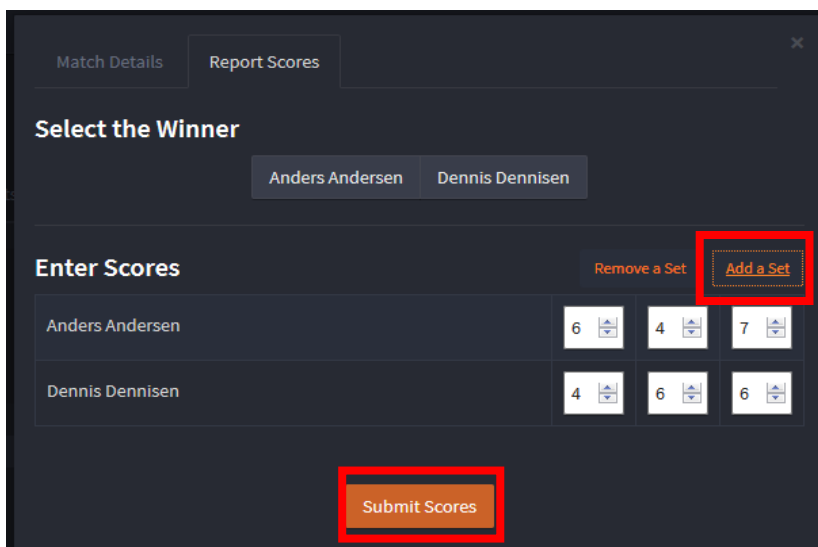 Match Details Report Scores ×
Select the Winner
Anders Andersen Dennis Dennisen
Enter Scores Remove a Set Add a Set
Anders Andersen 6 4 7
Dennis Dennisen 4 6 6
Submit Scores